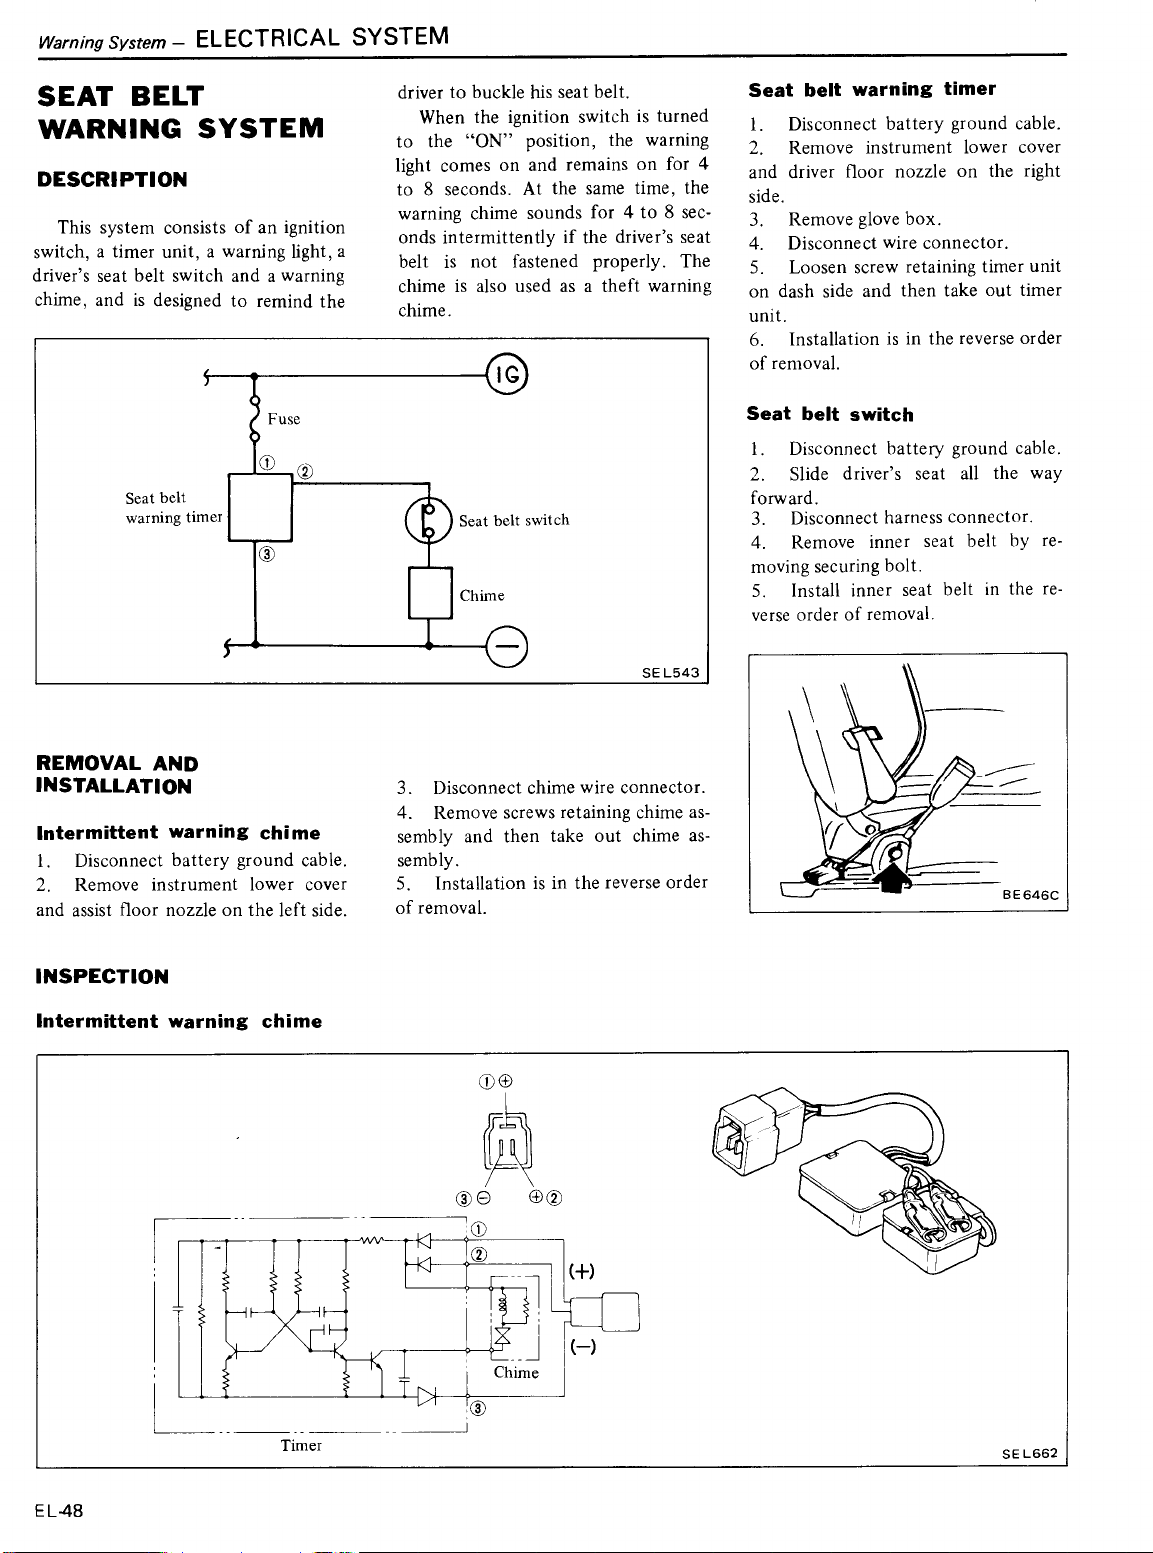 Warning System – ELECTRICAL SYSTEM
SEAT BELT
WARNING SYSTEM
DESCRIPTION
This system consists of an ignition
switch, a timer unit, a warning light, a
driver's seat belt switch and a warning
chime, and is designed to remind the
driver to buckle his seat belt.
When the ignition switch is turned
to the “ON” position, the warning
light comes on and remains on for 4
to 8 seconds. At the same time, the
warning chime sounds for 4 to 8 sec-
onds intermittently if the driver's seat
belt is not fastened properly. The
chime is also used as a theft warning
chime.
IG
Fuse
①
②
Seat belt
warning timer
Seat belt switch
③
Chime
−
SEL543
REMOVAL AND
INSTALLATION
Intermittent warning chime
1. Disconnect battery ground cable.
2. Remove instrument lower cover
and assist floor nozzle on the left side.
3. Disconnect chime wire connector.
4. Remove screws retaining chime as-
sembly and then take out chime as-
sembly.
5. Installation is in the reverse order
of removal.
Seat belt warning timer
1. Disconnect battery ground cable.
2. Remove instrument lower cover
and driver floor nozzle on the right
side.
3. Remove glove box.
4. Disconnect wire connector.
5. Loosen screw retaining timer unit
on dash side and then take out timer
unit.
6. Installation is in the reverse order
of removal.
Seat belt switch
1. Disconnect battery ground cable.
2. Slide driver's seat all the way
forward.
3. Disconnect harness connector.
4. Remove inner seat belt by re-
moving securing bolt.
5. Install inner seat belt in the re-
verse order of removal.
BE646C
INSPECTION
Intermittent warning chime
①⊕
③⊖ ⊕②
①
②
(+)
(−)
Chime
③
Timer
SEL662
EL-48